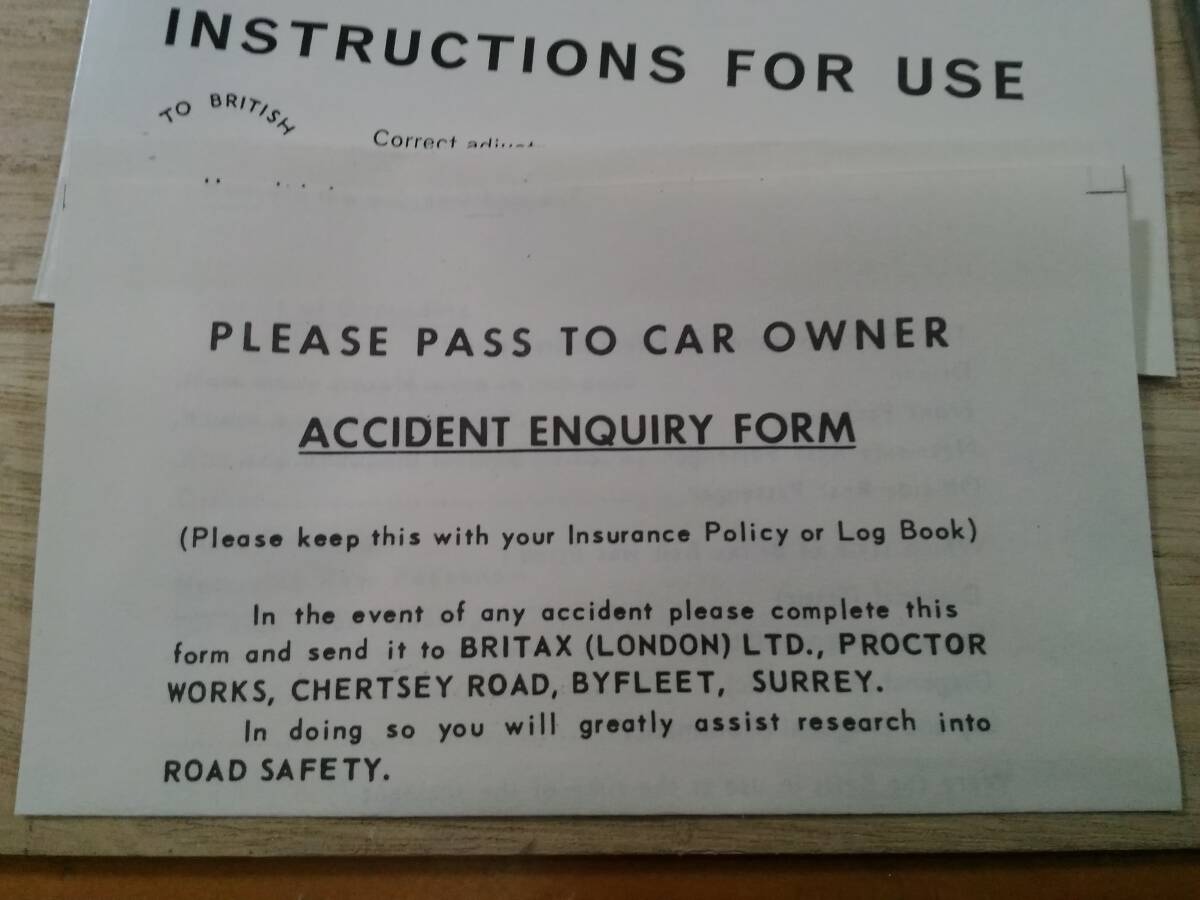 INSTRUCTIONS FOR USE
TO BRITISH
Correct
PLEASE PASS TO CAR OWNER
ACCIDENT ENQUIRY FORM
(Please keep this with your Insurance Policy or Log Book)
In the event of any accident please complete this
form and send it to BRITAX (LONDON) LTD., PROCTOR
WORKS, CHERTSEY ROAD, BYFLEET, SURREY.
In doing so you will greatly assist research into
ROAD SAFETY.